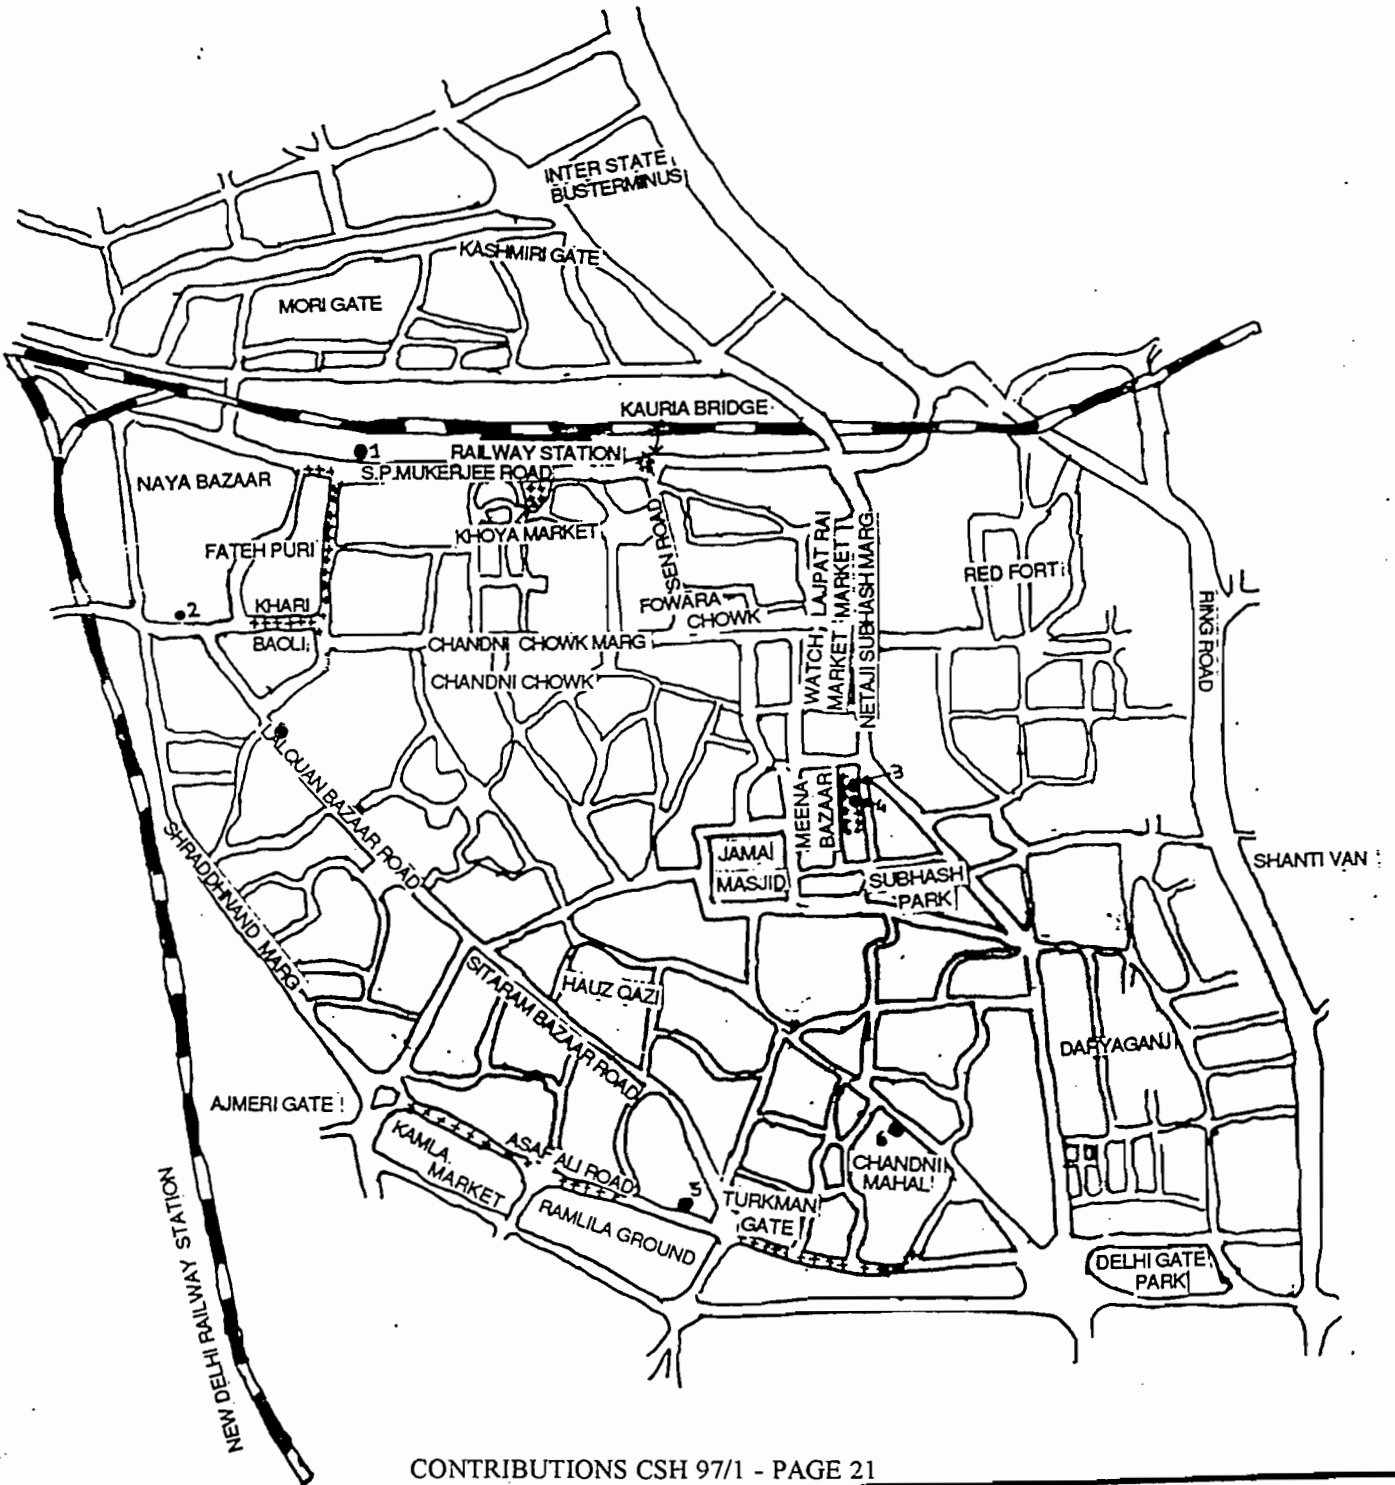 INTER STATE
BUSTERMINUS
KASHMIRI GATE
MORI GATE
KAURIA BRIDGE
1
RAILWAY STATION
S.P.MUKERJEE ROAD
NAYA BAZAAR
KHOYA MARKET
SEN ROAD
FATEH PURI
LAJPAT RAI
MARKET
NETAJI SUBHASH MARG
RED FORT
RING ROAD
2
KHARI
BAOLI
FOWARA
CHOWK
WATCH
MARKET
CHANDNI CHOWK MARG
CHANDNI CHOWK
LALQUAN BAZAAR ROAD
MEENA
BAZAAR
3
4
JAMA
MASJID
SUBHASH
PARK
SHANTI VAN
SHRADDHNAND MARG
SITARAM BAZAAR ROAD
HAUZ QAZI
DARYAGANJ
AJMERI GATE
KAMLA
MARKET
ASAF ALI ROAD
6
CHANDNI
MAHAL
5
RAMLILA GROUND
TURKMAN
GATE
DELHI GATE
PARK
NEW DELHI RAILWAY STATION
CONTRIBUTIONS CSH 97/1 - PAGE 21